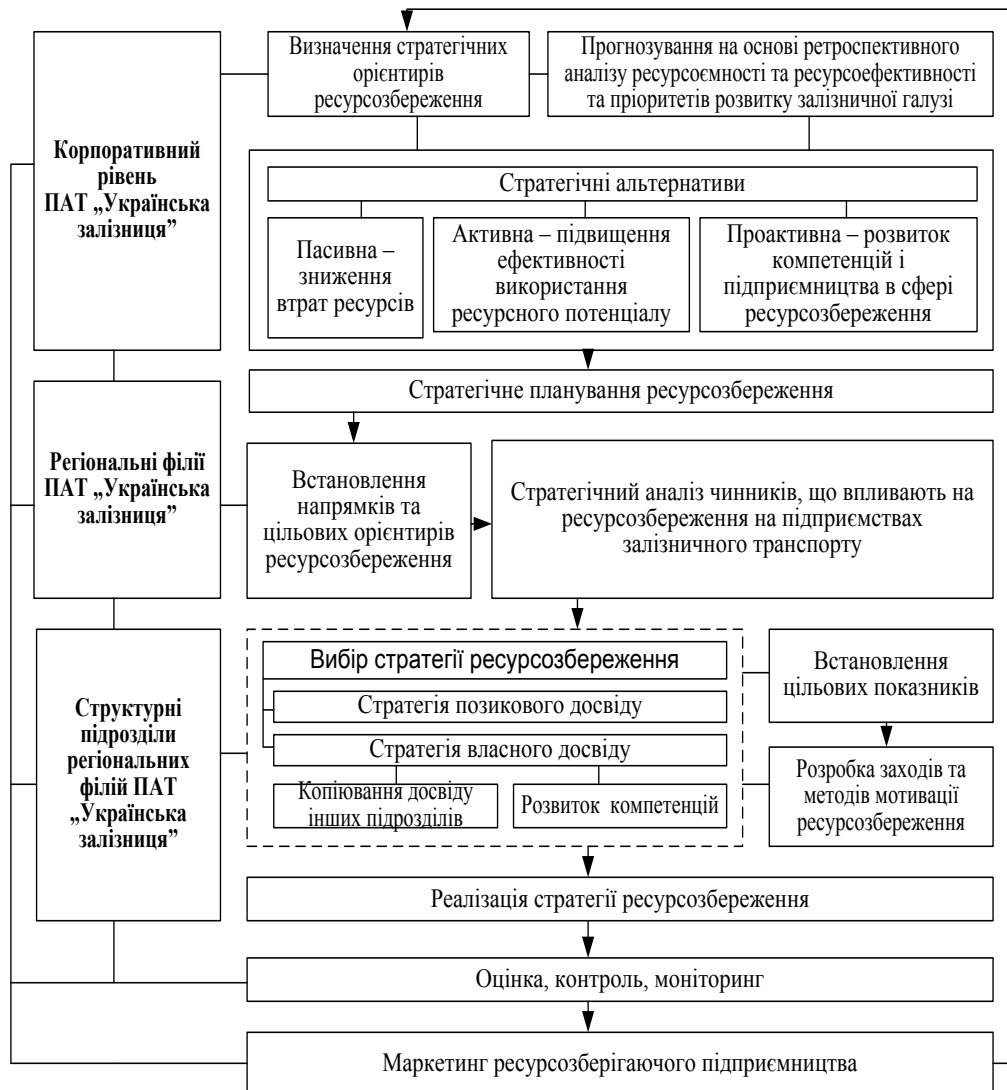 Визначення стратегічних
орієнтирів
ресурсозбереження
Прогнозування на основі ретроспективного
аналізу ресурсоємності та ресурсоефективності
та пріоритетів розвитку залізничної галузі
Корпоративний
рівень
ПАТ „Українська
залізниця”
Стратегічні альтернативи
Пасивна –
зниження
втрат ресурсів
Активна – підвищення
ефективності
використання
ресурсного потенціалу
Проактивна – розвиток
компетенцій і
підприємництва в сфері
ресурсозбереження
Стратегічне планування ресурсозбереження
Регіональні філії
ПАТ „Українська
залізниця”
Встановлення
напрямків та
цільових орієнтирів
ресурсозбереження
Стратегічний аналіз чинників, що впливають на
ресурсозбереження на підприємствах
залізничного транспорту
Структурні
підрозділи
регіональних
філій ПАТ
„Українська
залізниця”
Вибір стратегії ресурсозбереження
Стратегія позикового досвіду
Стратегія власного досвіду
Копіювання досвіду
інших підрозділів
Розвиток компетенцій
Встановлення
цільових показників
Розробка заходів та
методів мотивації
ресурсозбереження
Реалізація стратегії ресурсозбереження
Оцінка, контроль, моніторинг
Маркетинг ресурсозберігаючого підприємництва